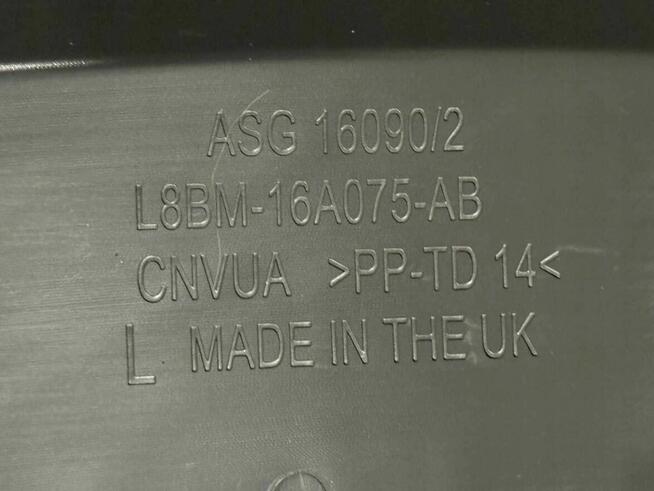 ASG 16090/2
L8BM-16A075-AB
CNVUA >PP-TD 14<
L MADE IN THE UK